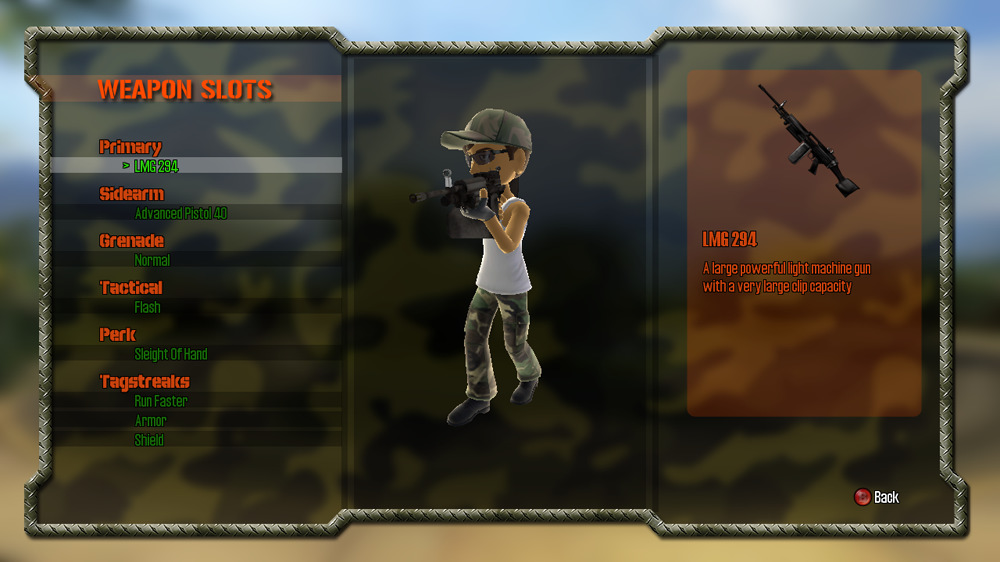 WEAPON SLOTS
Primary
> LMG 294
Sidearm
Advanced Pistol 40
Grenade
Normal
Tactical
Flash
Perk
Sleight Of Hand
Tagstreaks
Run Faster
Armor
Shield
LMG 294
A large powerful light machine gun
with a very large clip capacity
Back